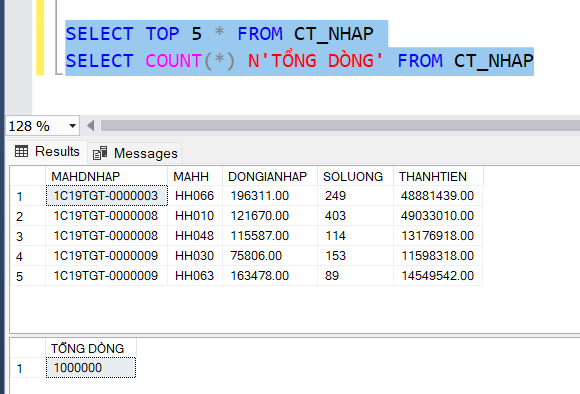 SELECT TOP 5 * FROM CT_NHAP
SELECT COUNT(*) N'TỔNG DÒNG' FROM CT_NHAP
128 %
Results Messages
MAHDNHAP MAHH DONGIANHAP SOLUONG THANHTIEN
1 1C19TGT-0000003 HH066 196311.00 249 48881439.00
2 1C19TGT-0000008 HH010 121670.00 403 49033010.00
3 1C19TGT-0000008 HH048 115587.00 114 13176918.00
4 1C19TGT-0000009 HH030 75806.00 153 11598318.00
5 1C19TGT-0000009 HH063 163478.00 89 14549542.00
TỔNG DÒNG
1 1000000